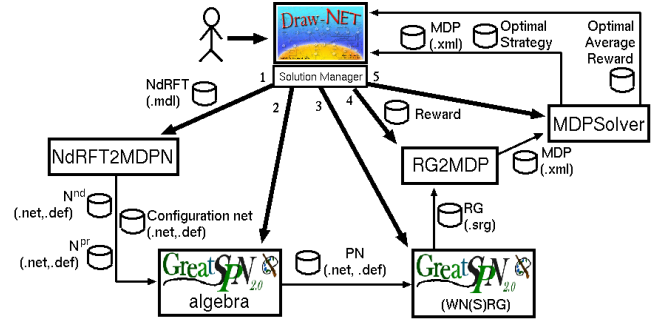 Draw-NET
Solution Manager
NdRFT
(.mdl)
1
2
3
4
5
MDP
(.xml)
Optimal
Strategy
Optimal
Average
Reward
Reward
NdRFT2MDPN
MDPSolver
RG2MDP
MDP
(.xml)
N^nd
(.net,.def)
Configuration net
(.net,.def)
N^pr
(.net,.def)
RG
(.srg)
PN
(.net, .def)
GreatSPN 2.0
algebra
GreatSPN 2.0
(WN(S)RG)